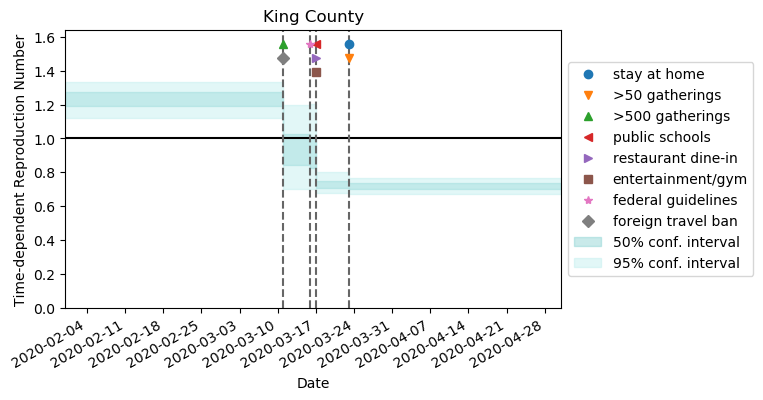 King County
Time-dependent Reproduction Number
1.6
1.4
1.2
1.0
0.8
0.6
0.4
0.2
0.0
2020-02-04
2020-02-11
2020-02-18
2020-02-25
2020-03-03
2020-03-10
2020-03-17
2020-03-24
2020-03-31
2020-04-07
2020-04-14
2020-04-21
2020-04-28
Date
stay at home
>50 gatherings
>500 gatherings
public schools
restaurant dine-in
entertainment/gym
federal guidelines
foreign travel ban
50% conf. interval
95% conf. interval